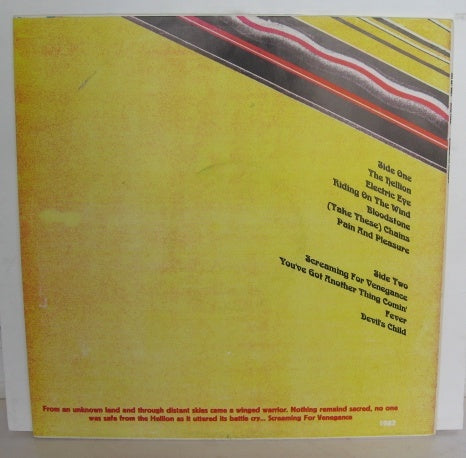 Side One
The Hellion
Electric Eye
Riding On The Wind
Bloodstone
(Take These) Chains
Pain And Pleasure
Side Two
Screaming For Venegance
You've Got Another Thing Comin'
Fever
Devil's Child
From an unknown land and through distant skies came a winged warrior. Nothing remaind sacred, no one
was safe from the Hellion as it uttered its battle cry... Screaming For Venegance
1982